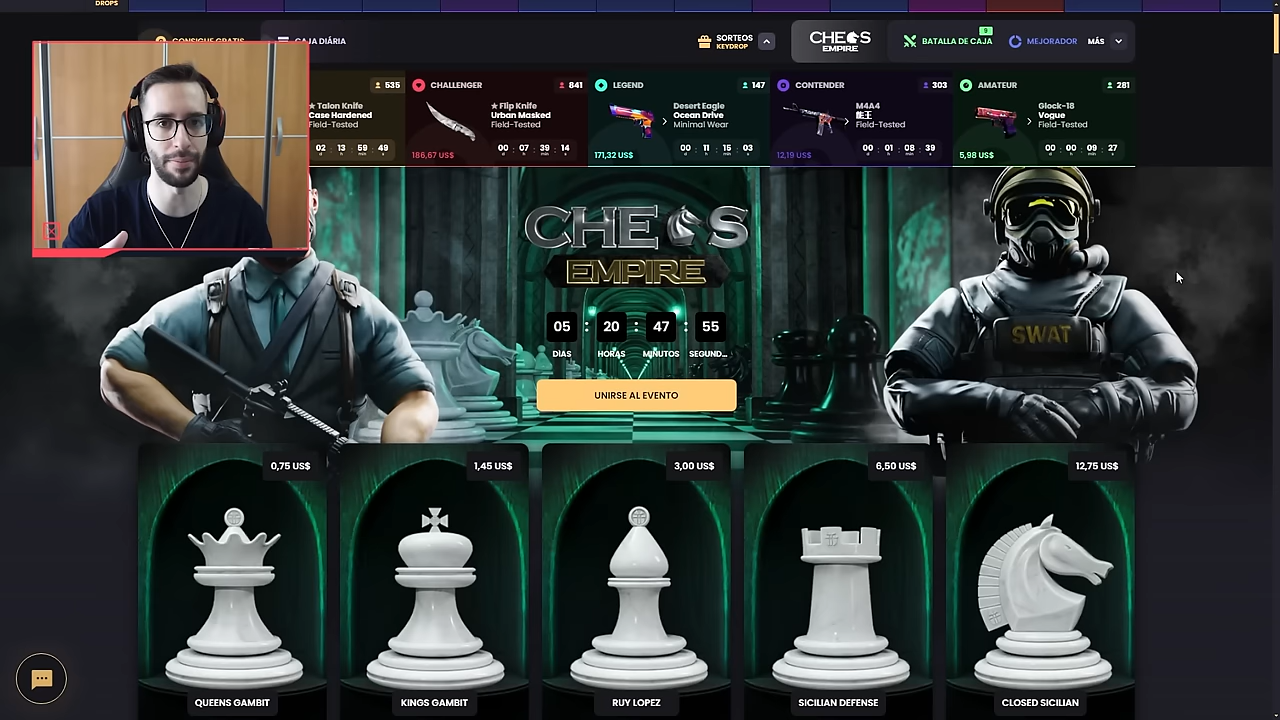 DROPS
CONSIGUE GRATIS
CAJA DIÁRIA
SORTEOS
KEYDROP
CHESS
EMPIRE
9
BATALLA DE CAJA
MEJORADOR
MÁS
535
★ Talon Knife
Case Hardened
Field-Tested
02 : 13 : 59 : 49
CHALLENGER
841
★ Flip Knife
Urban Masked
Field-Tested
186,67 US$
00 : 07 : 39 : 14
LEGEND
147
Desert Eagle
Ocean Drive
Minimal Wear
171,32 US$
00 : 11 : 15 : 03
CONTENDER
303
M4A4
龍王
Field-Tested
12,19 US$
00 : 01 : 08 : 39
AMATEUR
281
Glock-18
Vogue
Field-Tested
5,98 US$
00 : 00 : 09 : 27
CHESS
EMPIRE
05 : 20 : 47 : 55
DÍAS HORAS MINUTOS SEGUND...
UNIRSE AL EVENTO
SWAT
0,75 US$
QUEENS GAMBIT
1,45 US$
KINGS GAMBIT
3,00 US$
RUY LOPEZ
6,50 US$
SICILIAN DEFENSE
12,75 US$
CLOSED SICILIAN